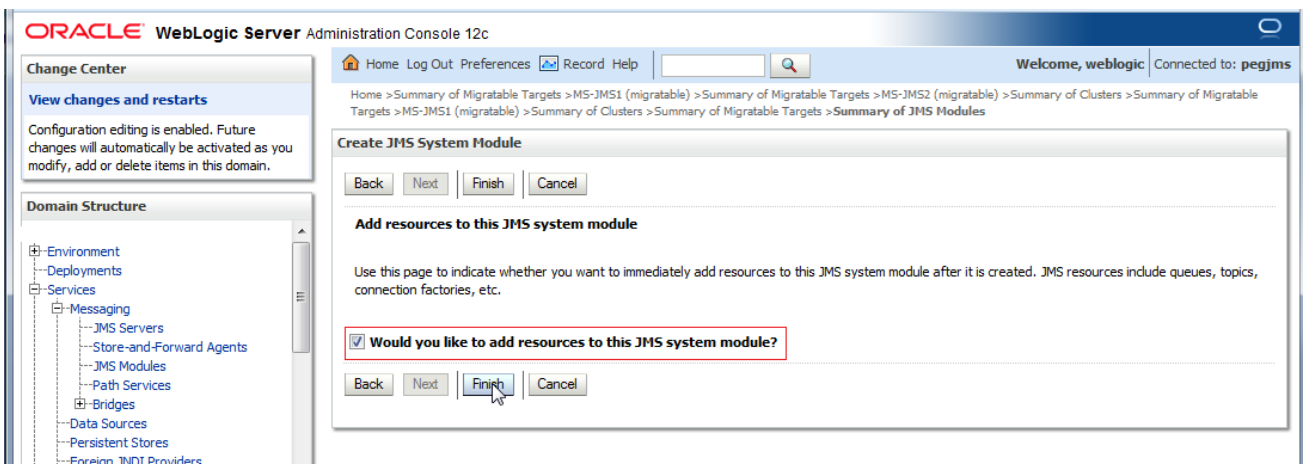 ORACLE WebLogic Server Administration Console 12c
Change Center
View changes and restarts
Configuration editing is enabled. Future
changes will automatically be activated as you
modify, add or delete items in this domain.
Domain Structure
Environment
Deployments
Services
Messaging
JMS Servers
Store-and-Forward Agents
JMS Modules
Path Services
Bridges
Data Sources
Persistent Stores
Foreign JNDI Providers
Home Log Out Preferences Record Help
Welcome, weblogic Connected to: pegjms
Home >Summary of Migratable Targets >MS-JMS1 (migratable) >Summary of Migratable Targets >MS-JMS2 (migratable) >Summary of Clusters >Summary of Migratable
Targets >MS-JMS1 (migratable) >Summary of Clusters >Summary of Migratable Targets >Summary of JMS Modules
Create JMS System Module
Back Next Finish Cancel
Add resources to this JMS system module
Use this page to indicate whether you want to immediately add resources to this JMS system module after it is created. JMS resources include queues, topics,
connection factories, etc.
Would you like to add resources to this JMS system module?
Back Next Finish Cancel